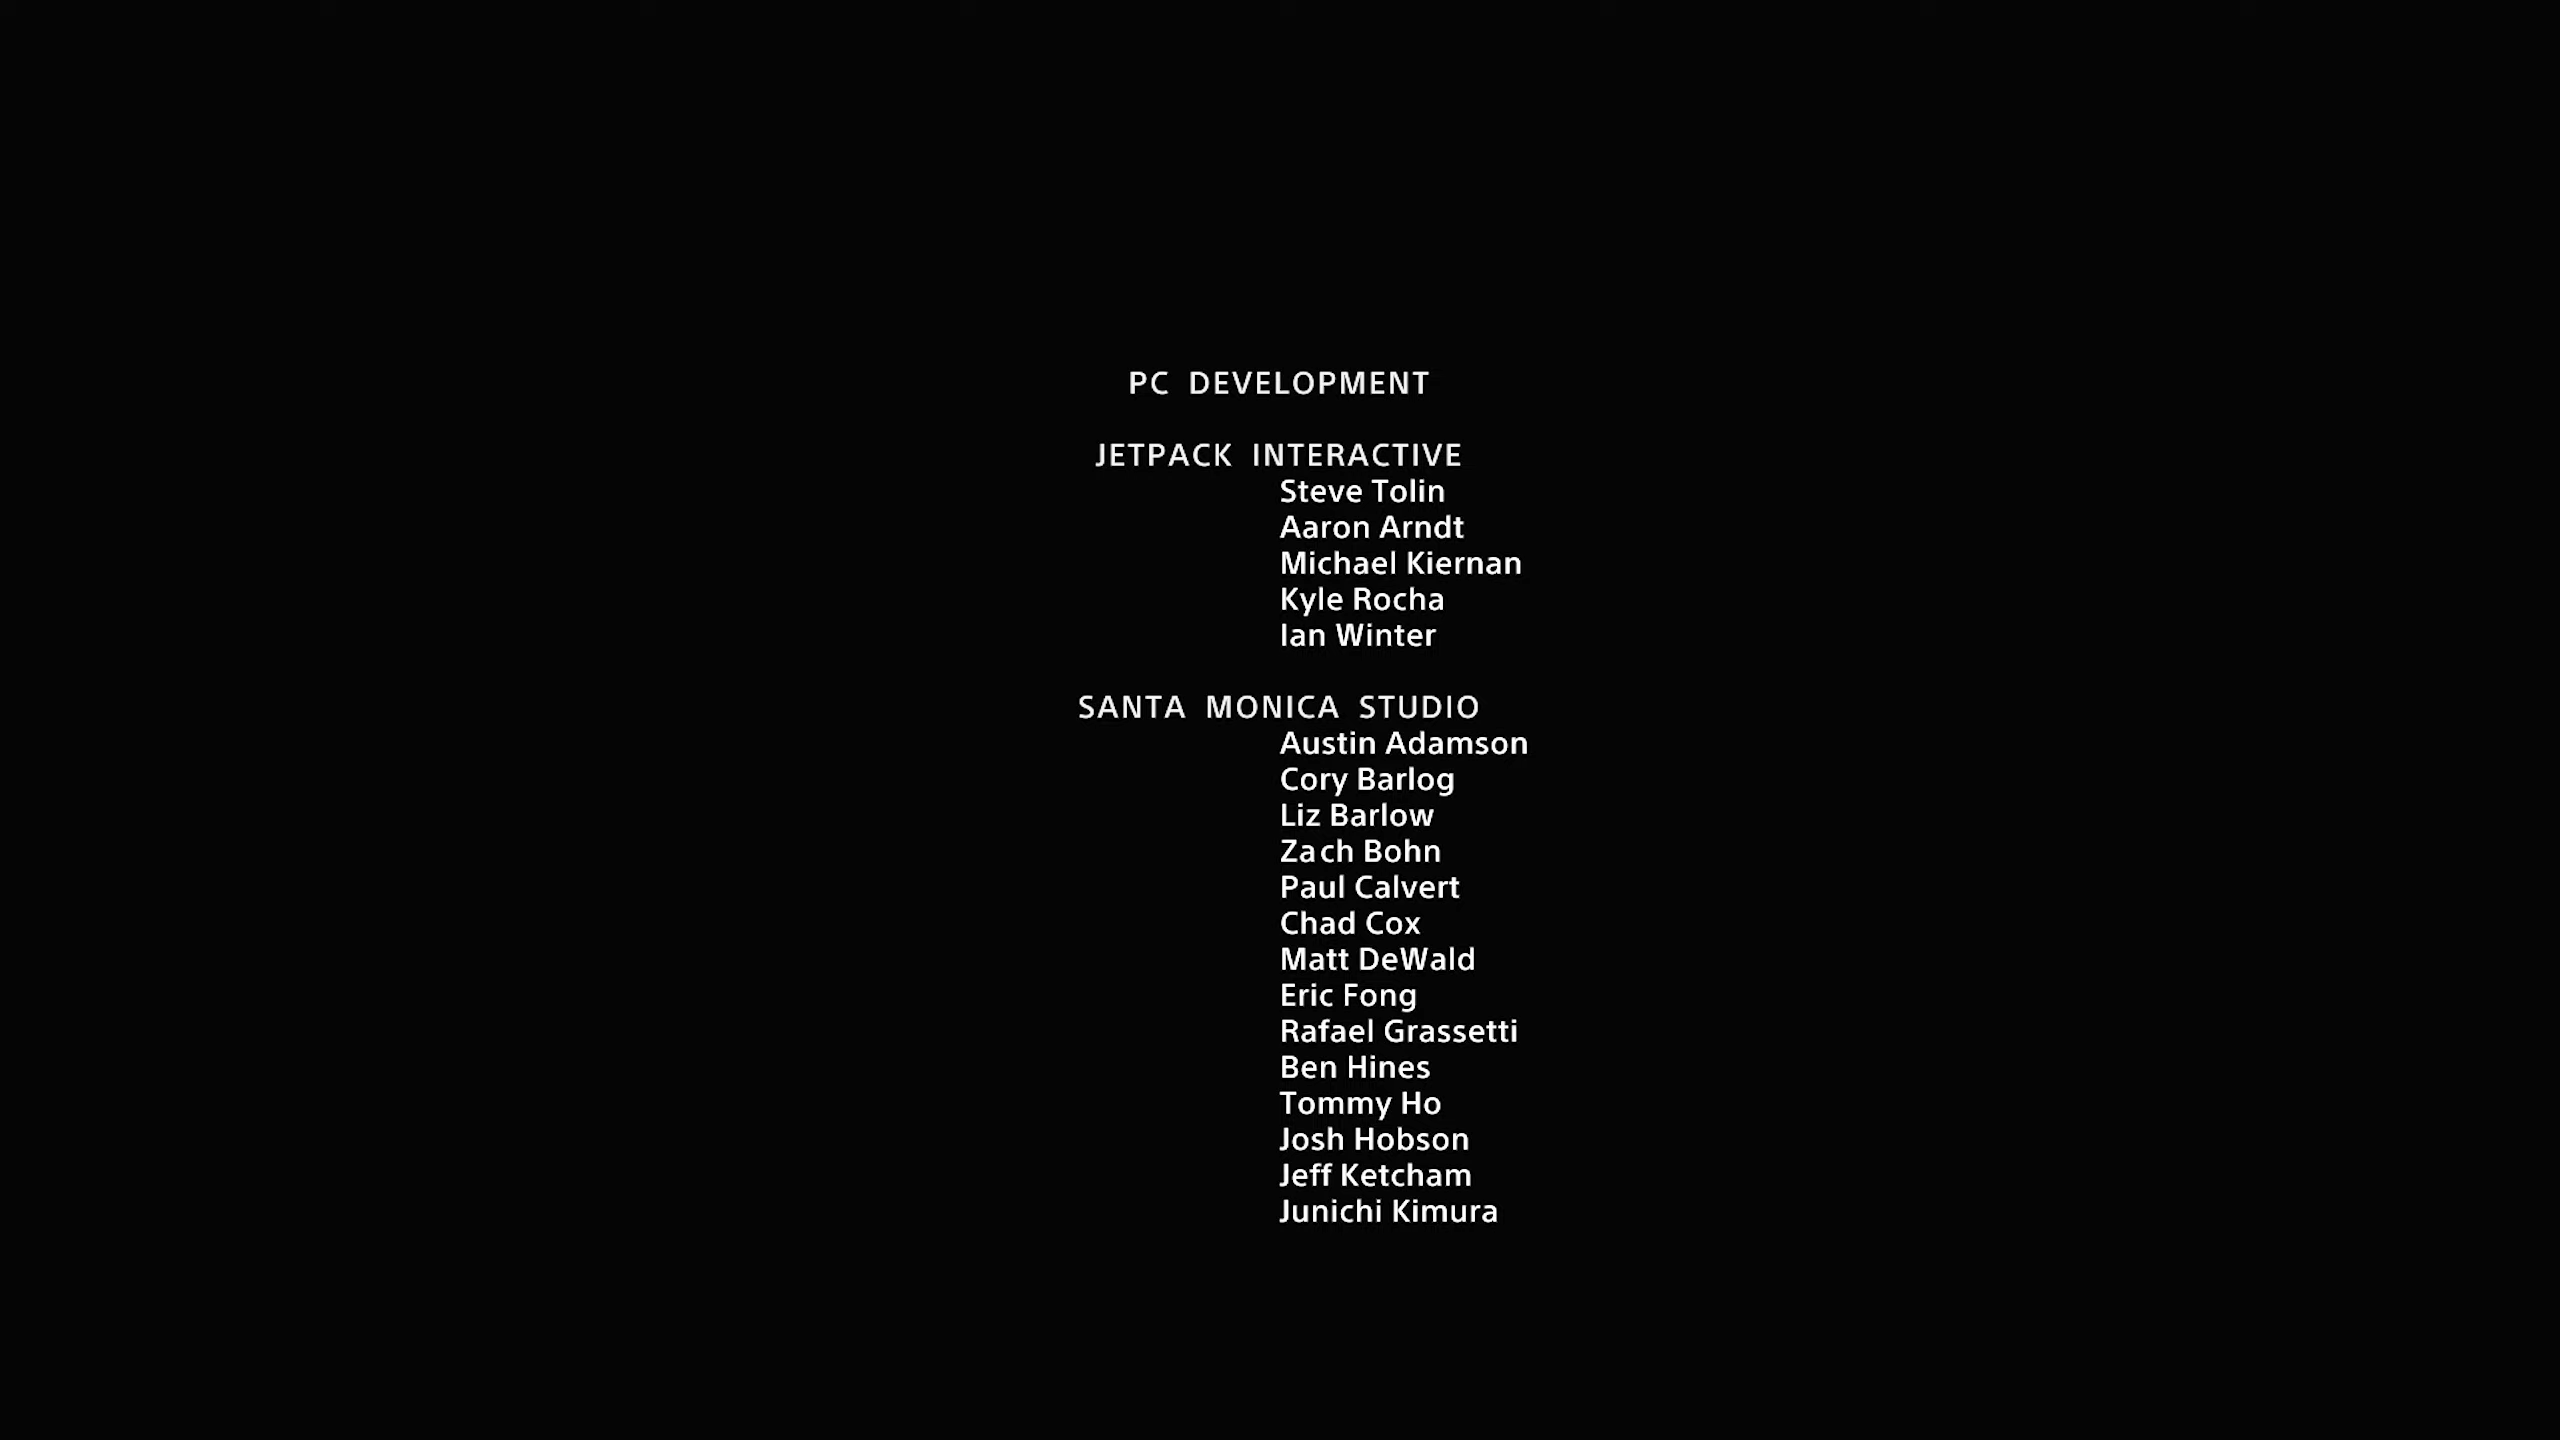 PC DEVELOPMENT
JETPACK INTERACTIVE
Steve Tolin
Aaron Arndt
Michael Kiernan
Kyle Rocha
Ian Winter
SANTA MONICA STUDIO
Austin Adamson
Cory Barlog
Liz Barlow
Zach Bohn
Paul Calvert
Chad Cox
Matt DeWald
Eric Fong
Rafael Grassetti
Ben Hines
Tommy Ho
Josh Hobson
Jeff Ketcham
Junichi Kimura